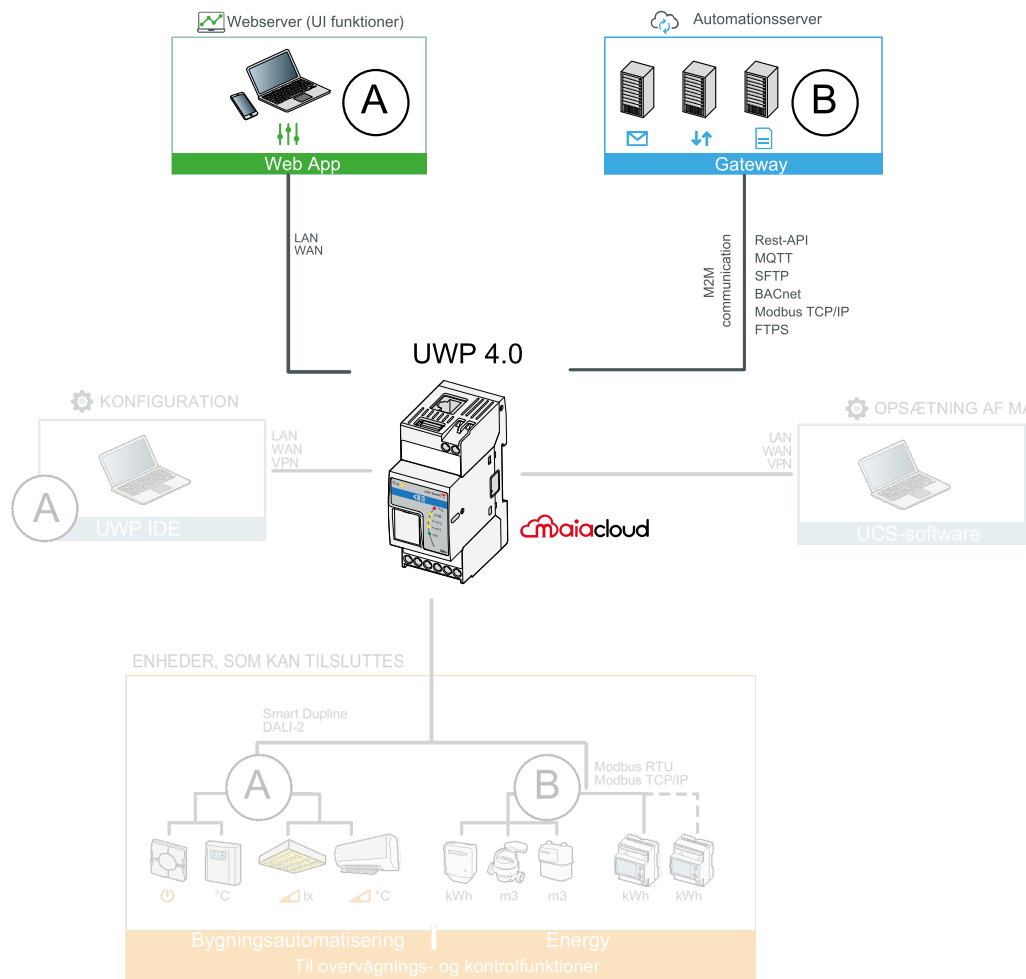 Webserver (UI funktioner)
Automationsserver
A
B
Web App
Gateway
LAN
WAN
M2M
communication
Rest-API
MQTT
SFTP
BACnet
Modbus TCP/IP
FTPS
UWP 4.0
KONFIGURATION
OPSÆTNING AF MA
LAN
WAN
VPN
LAN
WAN
VPN
A
UWP IDE
UCS-software
maiacloud
ENHEDER, SOM KAN TILSLUTTES
Smart Dupline
DALI-2
A
B
Modbus RTU
Modbus TCP/IP
°C
lx
°C
kWh
m3
m3
kWh
kWh
Bygningsautomatisering
Energy
Til overvågnings- og kontrolfunktioner